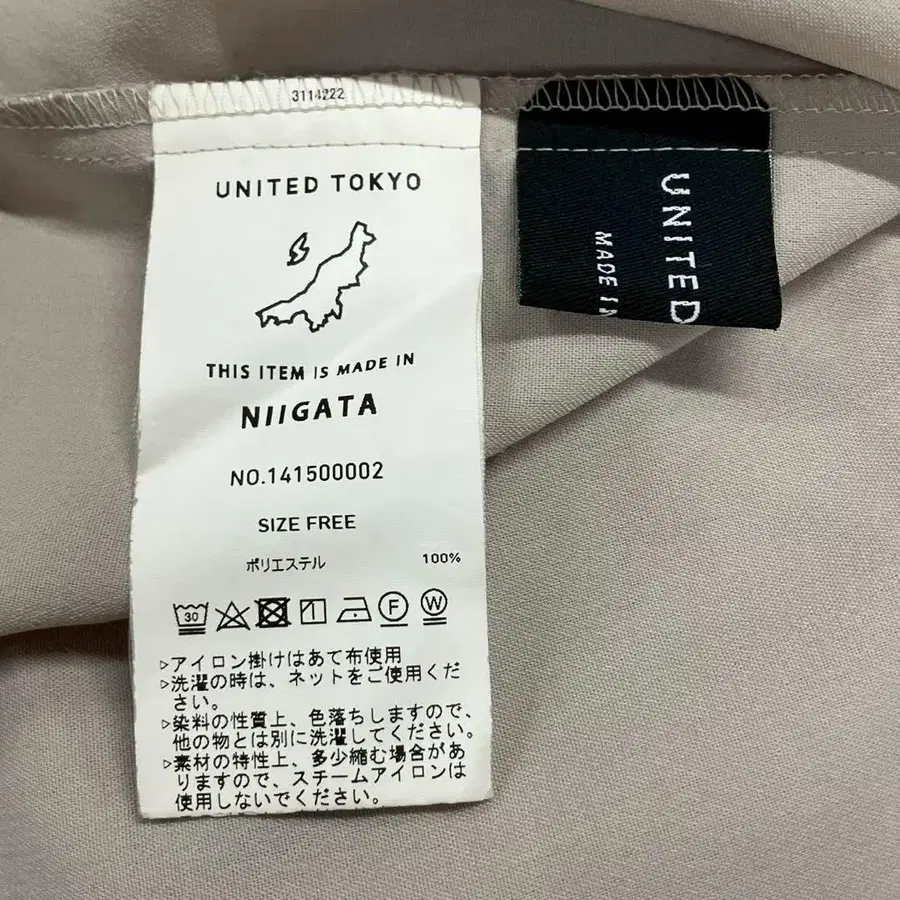 3114222
UNITED TOKYO
THIS ITEM IS MADE IN
NIIGATA
NO.141500002
SIZE FREE
ポリエステル 100%
30
F
W
▷アイロン掛けはあて布使用
▷洗濯の時は、ネットをご使用くだ
さい。
▷染料の性質上、色落ちしますので、
他の物とは別に洗濯してください。
▷素材の特性上、多少縮む場合があ
りますので、スチームアイロンは
使用しないでください。
UNITED
MADE IN